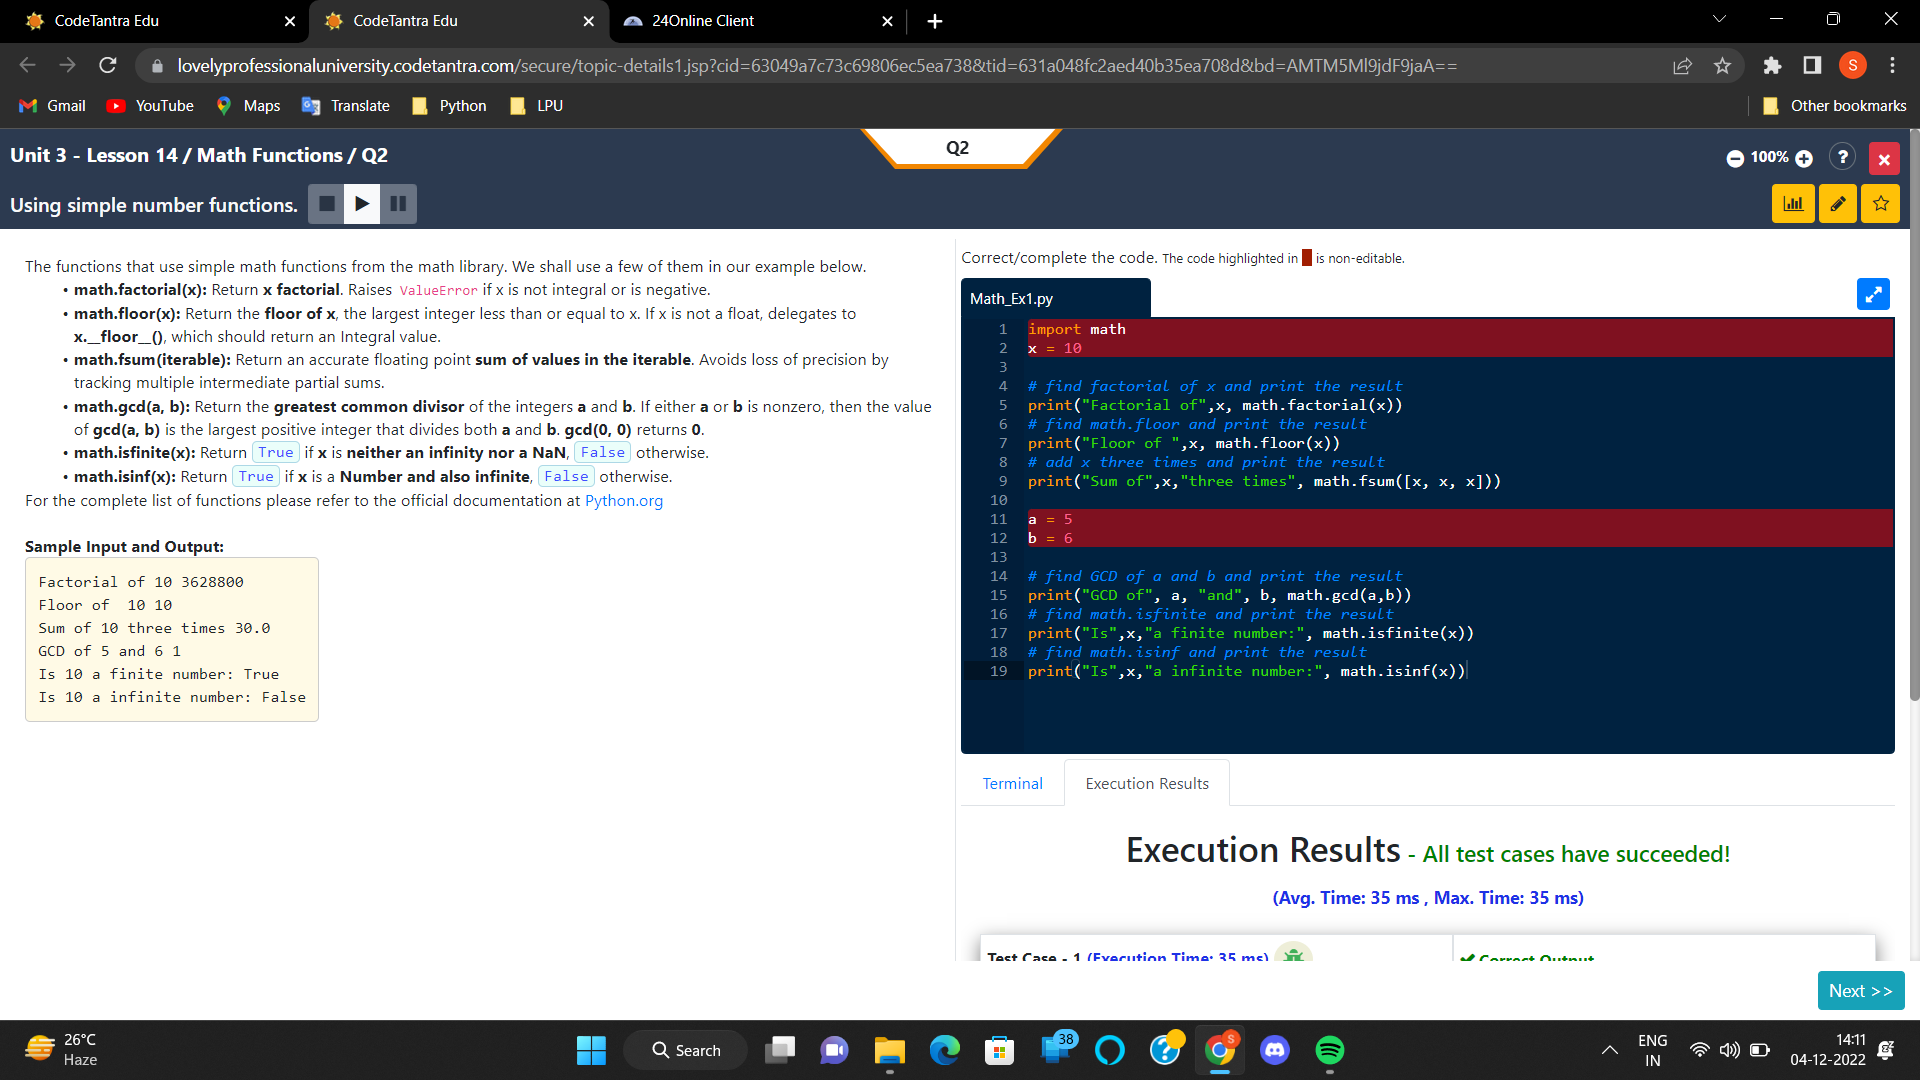 CodeTantra Edu
CodeTantra Edu
24Online Client
lovelyprofessionaluniversity.codetantra.com/secure/topic-details1.jsp?cid=63049a7c73c69806ec5ea738&tid=631a048fc2aed40b35ea708d&bd=AMTM5Ml9jdF9jaA==
S
Gmail
YouTube
Maps
Translate
Python
LPU
Other bookmarks
Unit 3 - Lesson 14 / Math Functions / Q2
Q2
100%
?
Using simple number functions.
The functions that use simple math functions from the math library. We shall use a few of them in our example below.
• math.factorial(x): Return x factorial. Raises ValueError if x is not integral or is negative.
• math.floor(x): Return the floor of x, the largest integer less than or equal to x. If x is not a float, delegates to
x.__floor__(), which should return an Integral value.
• math.fsum(iterable): Return an accurate floating point sum of values in the iterable. Avoids loss of precision by
tracking multiple intermediate partial sums.
• math.gcd(a, b): Return the greatest common divisor of the integers a and b. If either a or b is nonzero, then the value
of gcd(a, b) is the largest positive integer that divides both a and b. gcd(0, 0) returns 0.
• math.isfinite(x): Return True if x is neither an infinity nor a NaN, False otherwise.
• math.isinf(x): Return True if x is a Number and also infinite, False otherwise.
For the complete list of functions please refer to the official documentation at Python.org
Sample Input and Output:
Factorial of 10 3628800
Floor of  10 10
Sum of 10 three times 30.0
GCD of 5 and 6 1
Is 10 a finite number: True
Is 10 a infinite number: False
Correct/complete the code. The code highlighted in is non-editable.
Math_Ex1.py
1 import math
2 x = 10
3
4 # find factorial of x and print the result
5 print("Factorial of",x, math.factorial(x))
6 # find math.floor and print the result
7 print("Floor of ",x, math.floor(x))
8 # add x three times and print the result
9 print("Sum of",x,"three times", math.fsum([x, x, x]))
10
11 a = 5
12 b = 6
13
14 # find GCD of a and b and print the result
15 print("GCD of", a, "and", b, math.gcd(a,b))
16 # find math.isfinite and print the result
17 print("Is",x,"a finite number:", math.isfinite(x))
18 # find math.isinf and print the result
19 print("Is",x,"a infinite number:", math.isinf(x))
Terminal
Execution Results
Execution Results - All test cases have succeeded!
(Avg. Time: 35 ms , Max. Time: 35 ms)
Test Case - 1 (Execution Time: 35 ms)
Correct Output
Next >>
26°C
Haze
Search
38
S
ENG
IN
14:11
04-12-2022